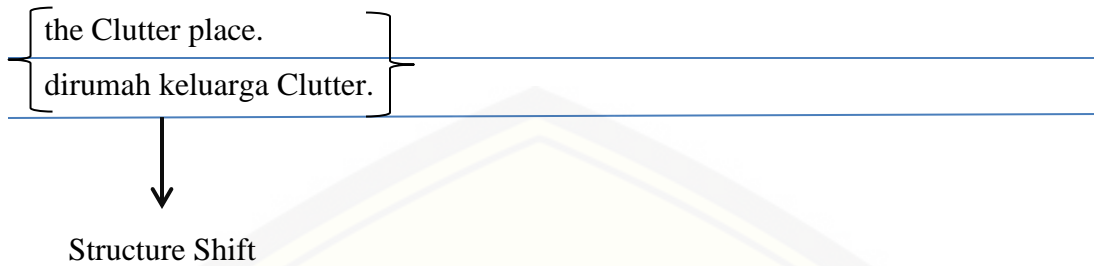 the Clutter place.
dirumah keluarga Clutter.
Structure Shift